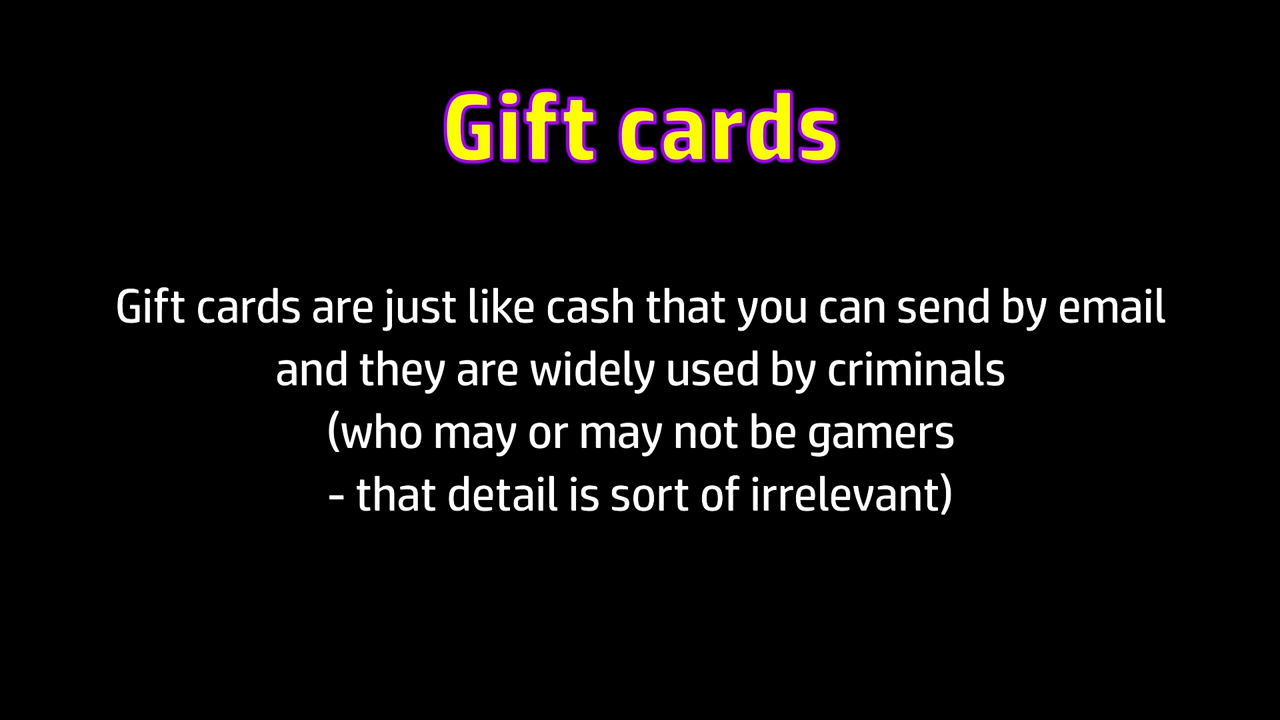 Gift cards
Gift cards are just like cash that you can send by email
and they are widely used by criminals
(who may or may not be gamers
- that detail is sort of irrelevant)